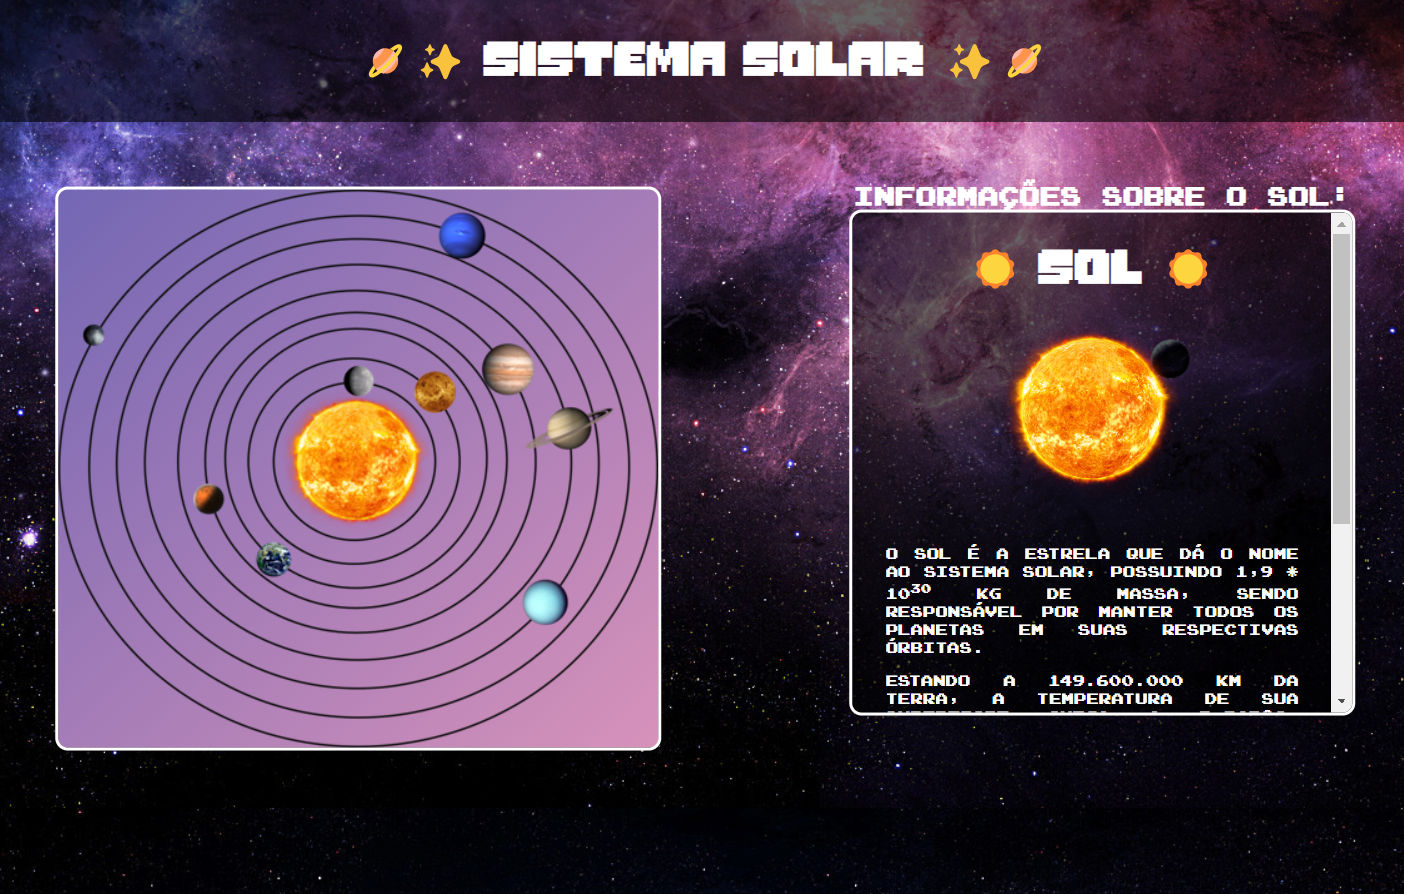 SISTEMA SOLAR
INFORMAÇÕES SOBRE O SOL:
SOL
O SOL É A ESTRELA QUE DÁ O NOME
AO SISTEMA SOLAR, POSSUINDO 1,9 *
10³⁰ KG DE MASSA, SENDO
RESPONSÁVEL POR MANTER TODOS OS
PLANETAS EM SUAS RESPECTIVAS
ÓRBITAS.
ESTANDO A 149.600.000 KM DA
TERRA, A TEMPERATURA DE SUA